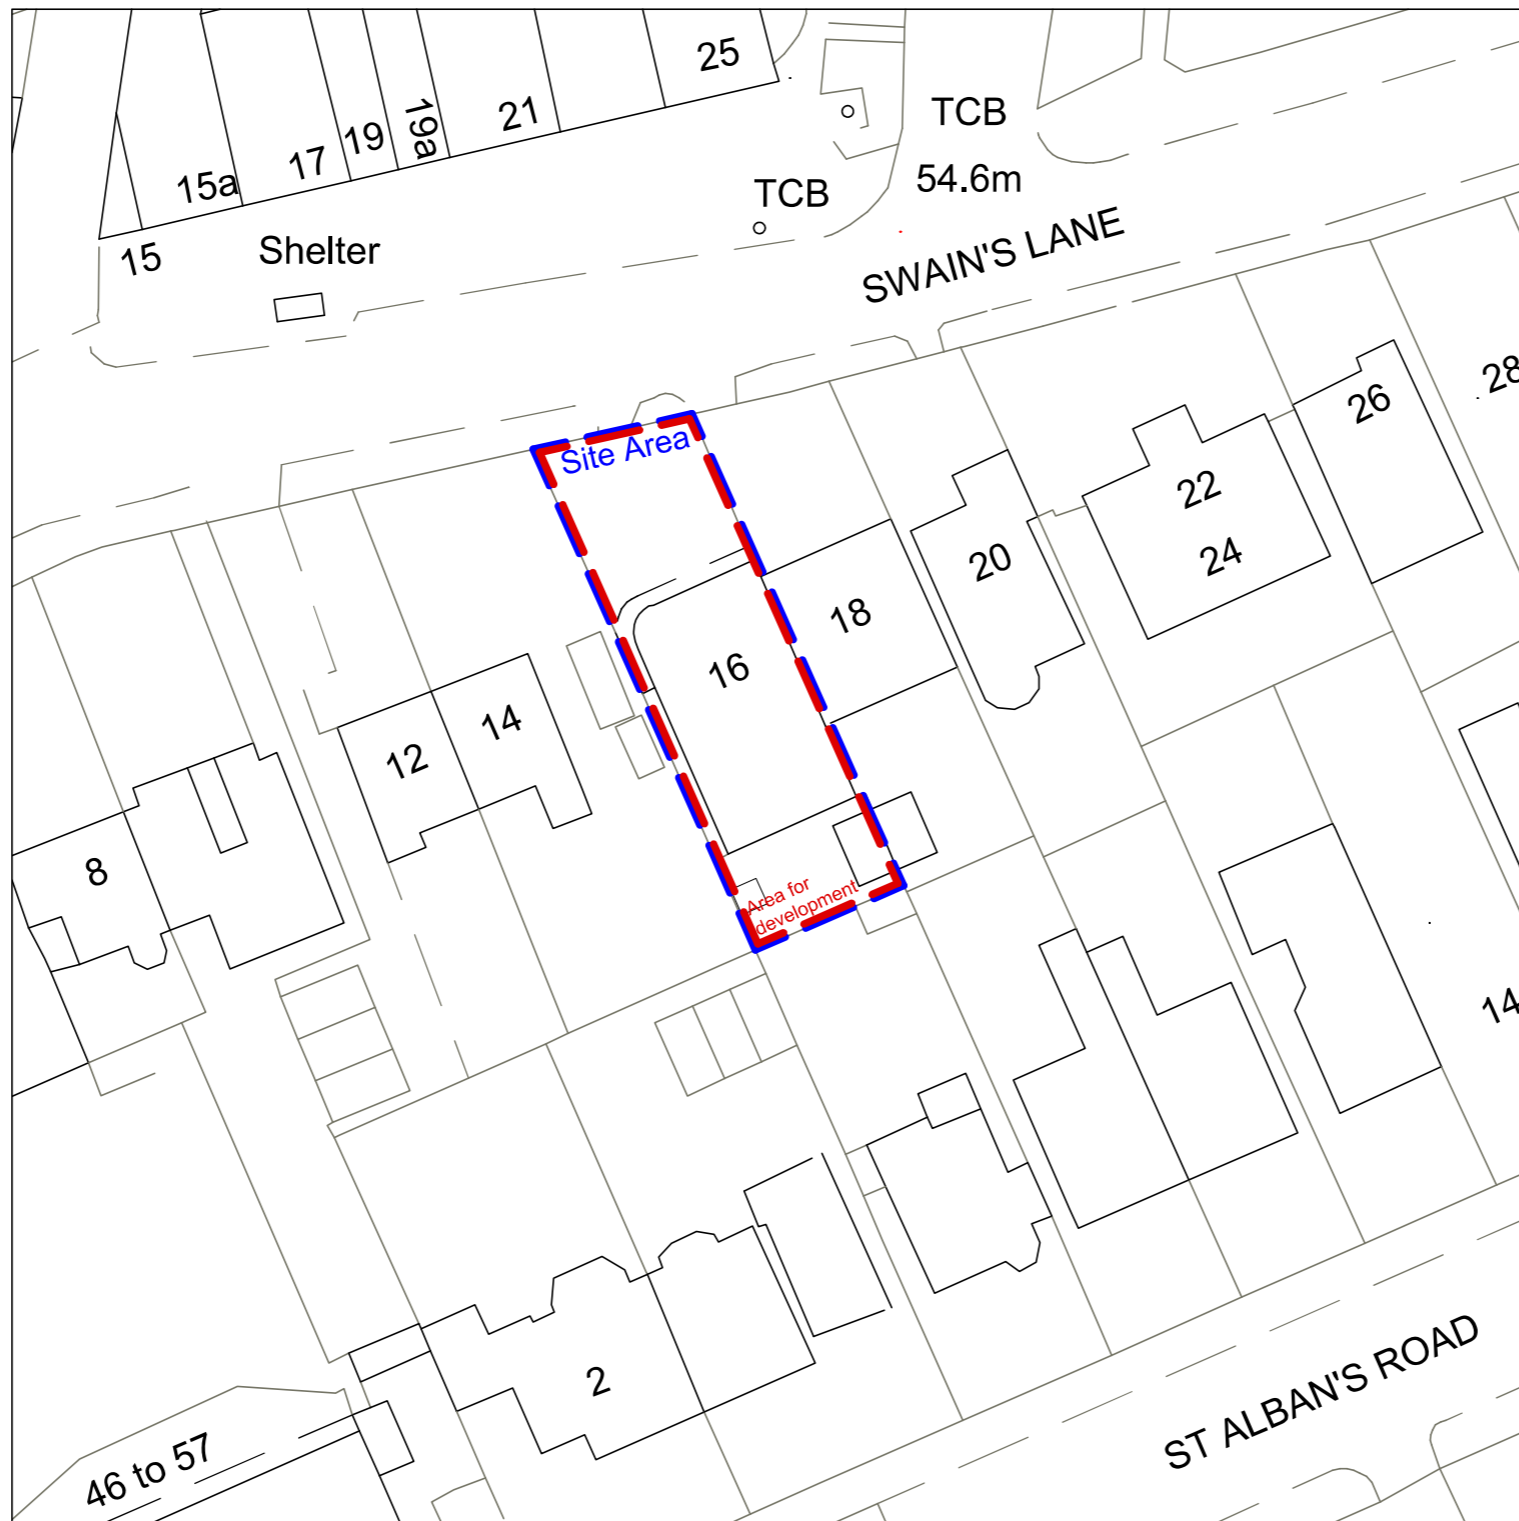 25
TCB
21
19a
19
17
15a
54.6m
TCB
15
Shelter
SWAIN'S LANE
28
26
Site Area
22
24
20
18
16
14
12
8
Area for
development
14
2
ST ALBAN'S ROAD
46 to 57